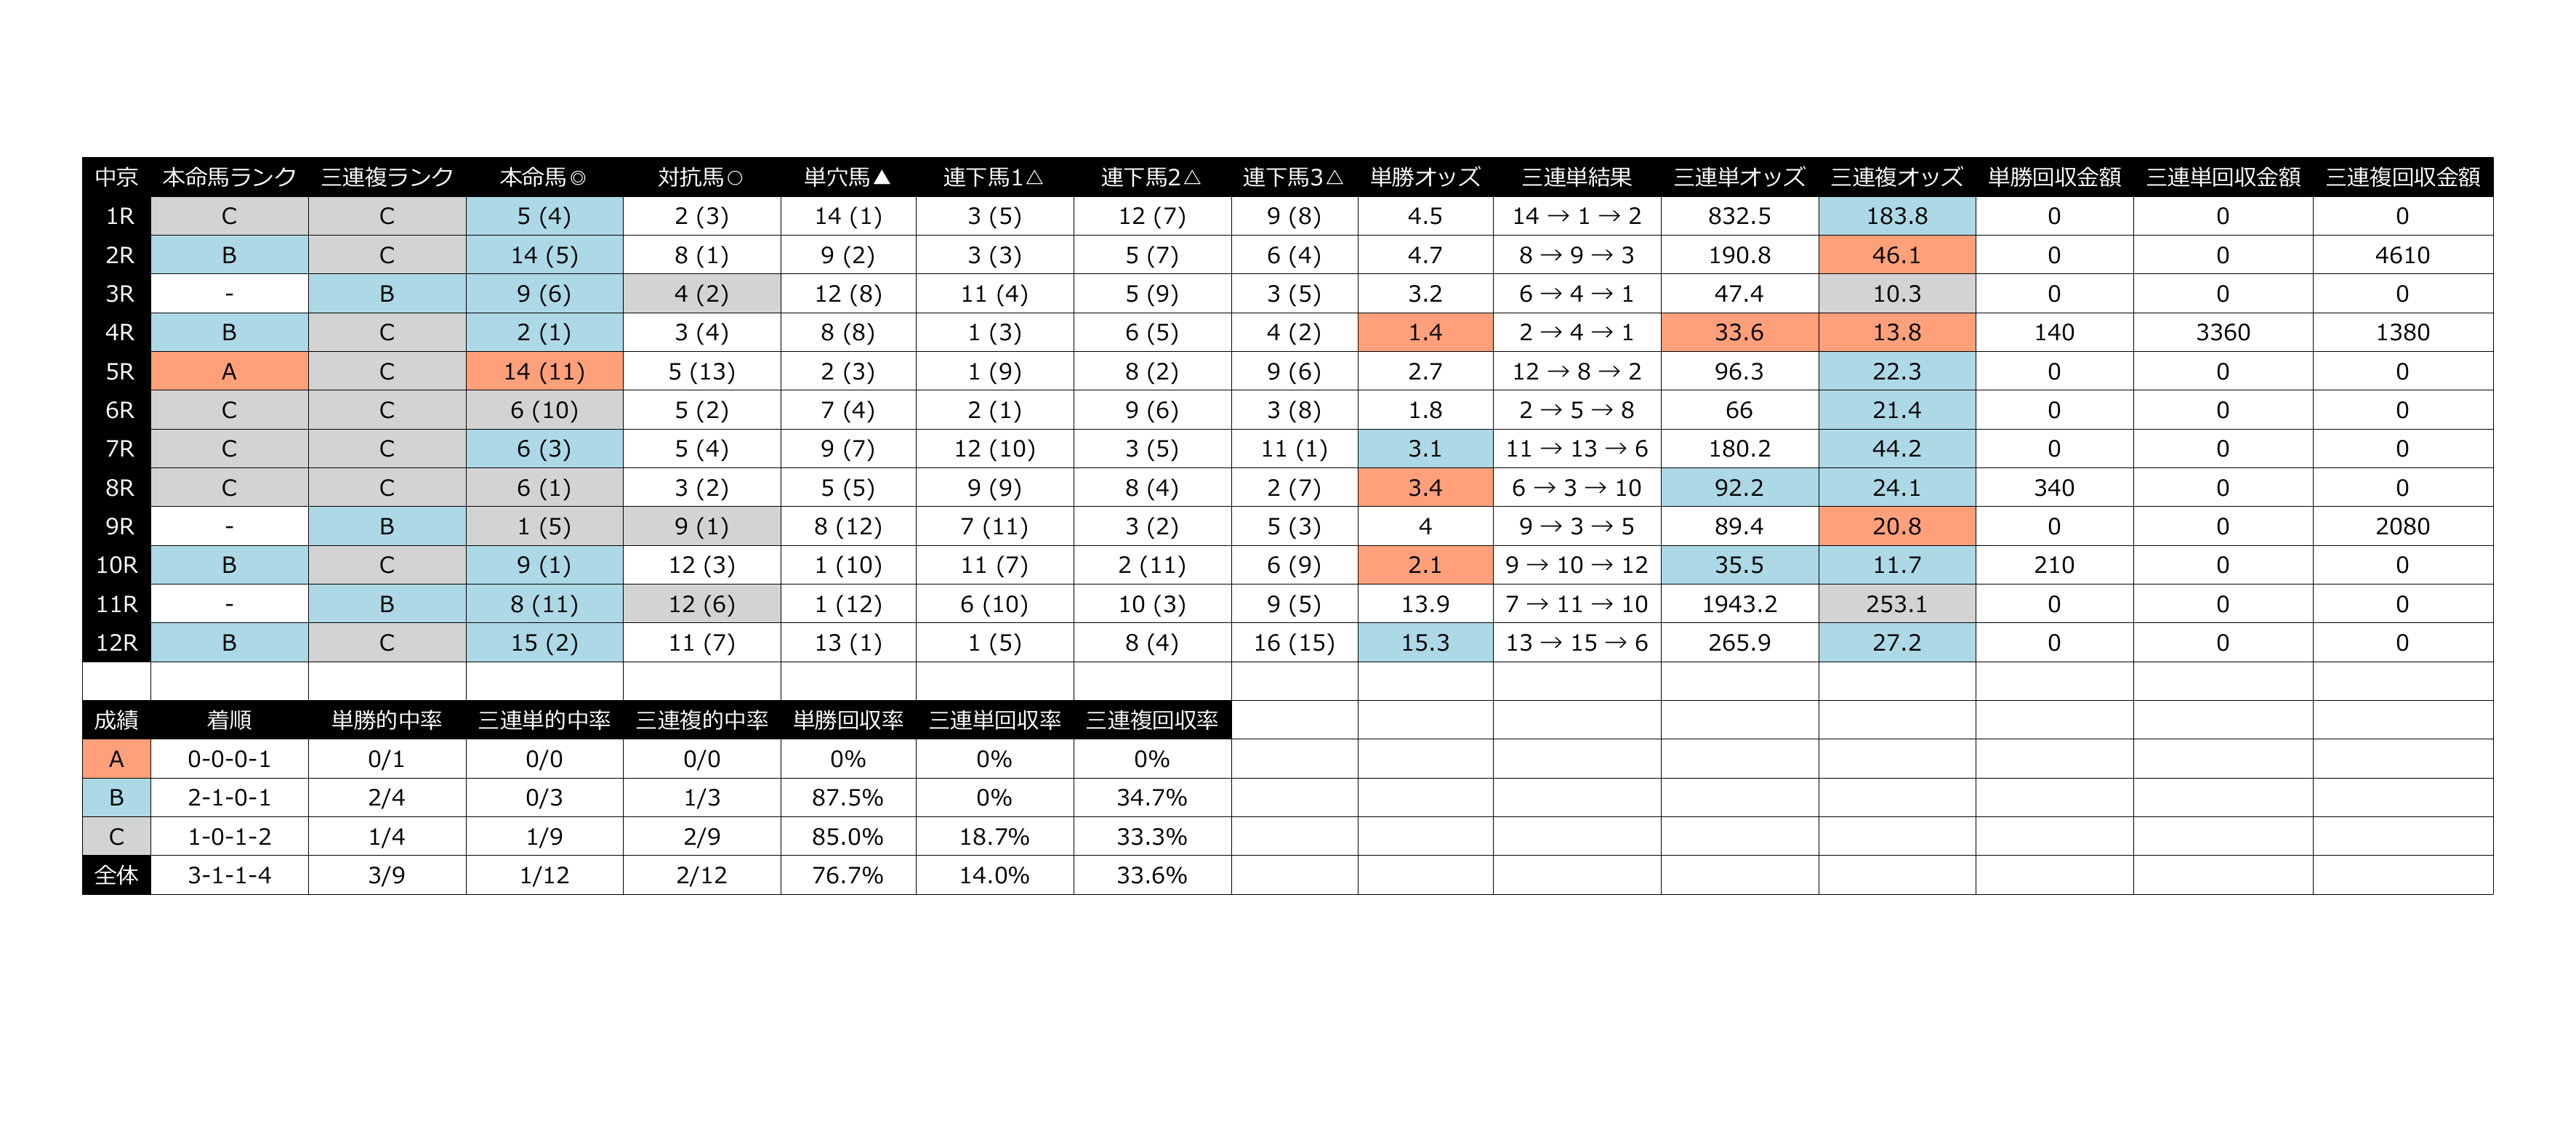 中京 本命馬ランク 三連複ランク 本命馬◎ 対抗馬○ 単穴馬▲ 連下馬1△ 連下馬2△ 連下馬3△ 単勝オッズ 三連単結果 三連単オッズ 三連複オッズ 単勝回収金額 三連単回収金額 三連複回収金額
1R C C 5 (4) 2 (3) 14 (1) 3 (5) 12 (7) 9 (8) 4.5 14 → 1 → 2 832.5 183.8 0 0 0
2R B C 14 (5) 8 (1) 9 (2) 3 (3) 5 (7) 6 (4) 4.7 8 → 9 → 3 190.8 46.1 0 0 4610
3R - B 9 (6) 4 (2) 12 (8) 11 (4) 5 (9) 3 (5) 3.2 6 → 4 → 1 47.4 10.3 0 0 0
4R B C 2 (1) 3 (4) 8 (8) 1 (3) 6 (5) 4 (2) 1.4 2 → 4 → 1 33.6 13.8 140 3360 1380
5R A C 14 (11) 5 (13) 2 (3) 1 (9) 8 (2) 9 (6) 2.7 12 → 8 → 2 96.3 22.3 0 0 0
6R C C 6 (10) 5 (2) 7 (4) 2 (1) 9 (6) 3 (8) 1.8 2 → 5 → 8 66 21.4 0 0 0
7R C C 6 (3) 5 (4) 9 (7) 12 (10) 3 (5) 11 (1) 3.1 11 → 13 → 6 180.2 44.2 0 0 0
8R C C 6 (1) 3 (2) 5 (5) 9 (9) 8 (4) 2 (7) 3.4 6 → 3 → 10 92.2 24.1 340 0 0
9R - B 1 (5) 9 (1) 8 (12) 7 (11) 3 (2) 5 (3) 4 9 → 3 → 5 89.4 20.8 0 0 2080
10R B C 9 (1) 12 (3) 1 (10) 11 (7) 2 (11) 6 (9) 2.1 9 → 10 → 12 35.5 11.7 210 0 0
11R - B 8 (11) 12 (6) 1 (12) 6 (10) 10 (3) 9 (5) 13.9 7 → 11 → 10 1943.2 253.1 0 0 0
12R B C 15 (2) 11 (7) 13 (1) 1 (5) 8 (4) 16 (15) 15.3 13 → 15 → 6 265.9 27.2 0 0 0
成績 着順 単勝的中率 三連単的中率 三連複的中率 単勝回収率 三連単回収率 三連複回収率
A 0-0-0-1 0/1 0/0 0/0 0% 0% 0%
B 2-1-0-1 2/4 0/3 1/3 87.5% 0% 34.7%
C 1-0-1-2 1/4 1/9 2/9 85.0% 18.7% 33.3%
全体 3-1-1-4 3/9 1/12 2/12 76.7% 14.0% 33.6%